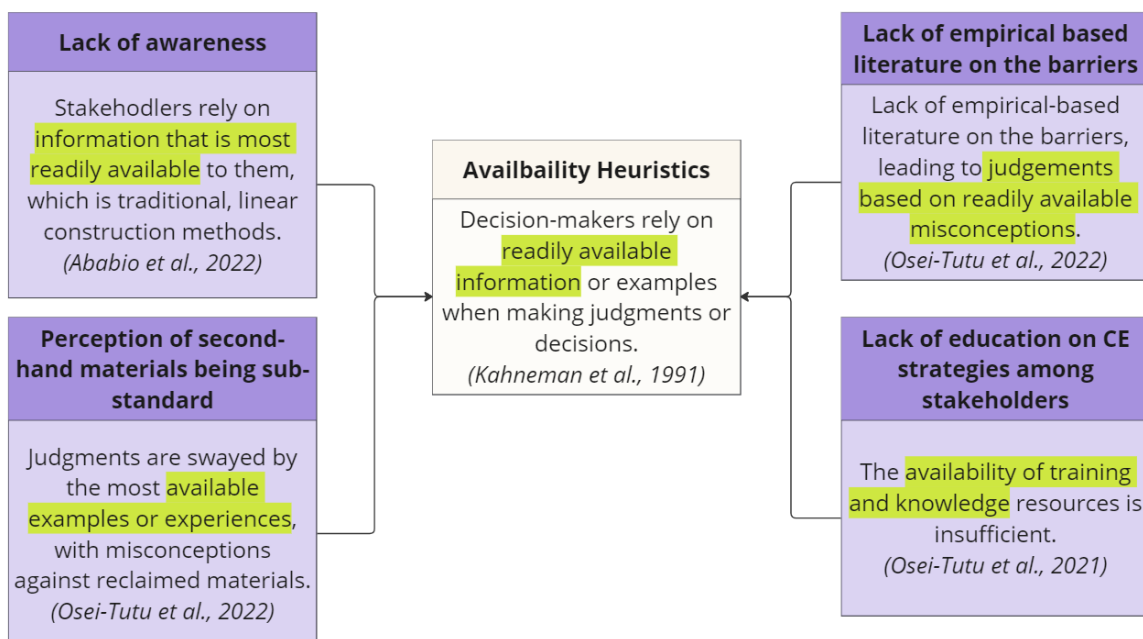 Lack of awareness
Stakehodlers rely on
information that is most
readily available to them,
which is traditional, linear
construction methods.
(Ababio et al., 2022)
Perception of second-
hand materials being sub-
standard
Judgments are swayed by
the most available
examples or experiences,
with misconceptions
against reclaimed materials.
(Osei-Tutu et al., 2022)
Availbaility Heuristics
Decision-makers rely on
readily available
information or examples
when making judgments or
decisions.
(Kahneman et al., 1991)
Lack of empirical based
literature on the barriers
Lack of empirical-based
literature on the barriers,
leading to judgements
based on readily available
misconceptions.
(Osei-Tutu et al., 2022)
Lack of education on CE
strategies among
stakeholders
The availability of training
and knowledge resources is
insufficient.
(Osei-Tutu et al., 2021)